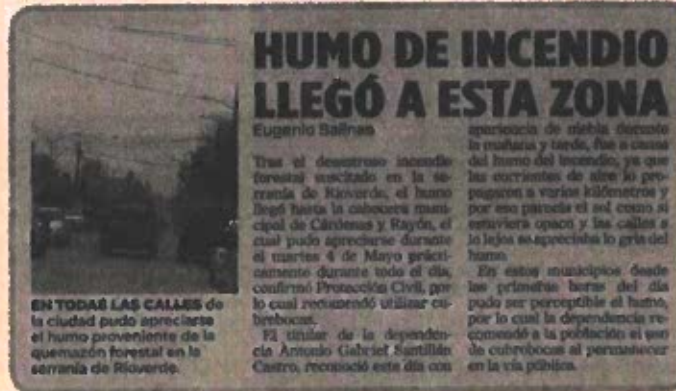 HUMO DE INCENDIO
LLEGÓ A ESTA ZONA
Eugenio Salinas
Tras el desastroso incendio
forestal suscitado en la se-
rranía de Rioverde, el humo
llegó hasta la cabecera muni-
cipal de Cárdenas y Rayón, el
cual pudo apreciarse durante
el martes 4 de Mayo prácti-
camente durante todo el día,
confirmó Protección Civil, por
lo cual recomendó utilizar cu-
brebocas.
El titular de la dependen-
cia Antonio Gabriel Santillán
Castro, reconoció este día con
apariencia de niebla durante
la mañana y tarde, fue a causa
del humo del incendio, ya que
las corrientes de aire lo pro-
pagaron a varios kilómetros y
por eso parecía el sol como si
estuviera opaco y las calles a
lo lejos se apreciaba lo gris del
humo.
En estos municipios desde
las primeras horas del día
pudo ser perceptible el humo,
por lo cual la dependencia re-
comendó a la población el uso
de cubrebocas al permanecer
en la vía pública.
EN TODAS LAS CALLES de
la ciudad pudo apreciarse
el humo proveniente de la
quemazón forestal en la
serranía de Rioverde.